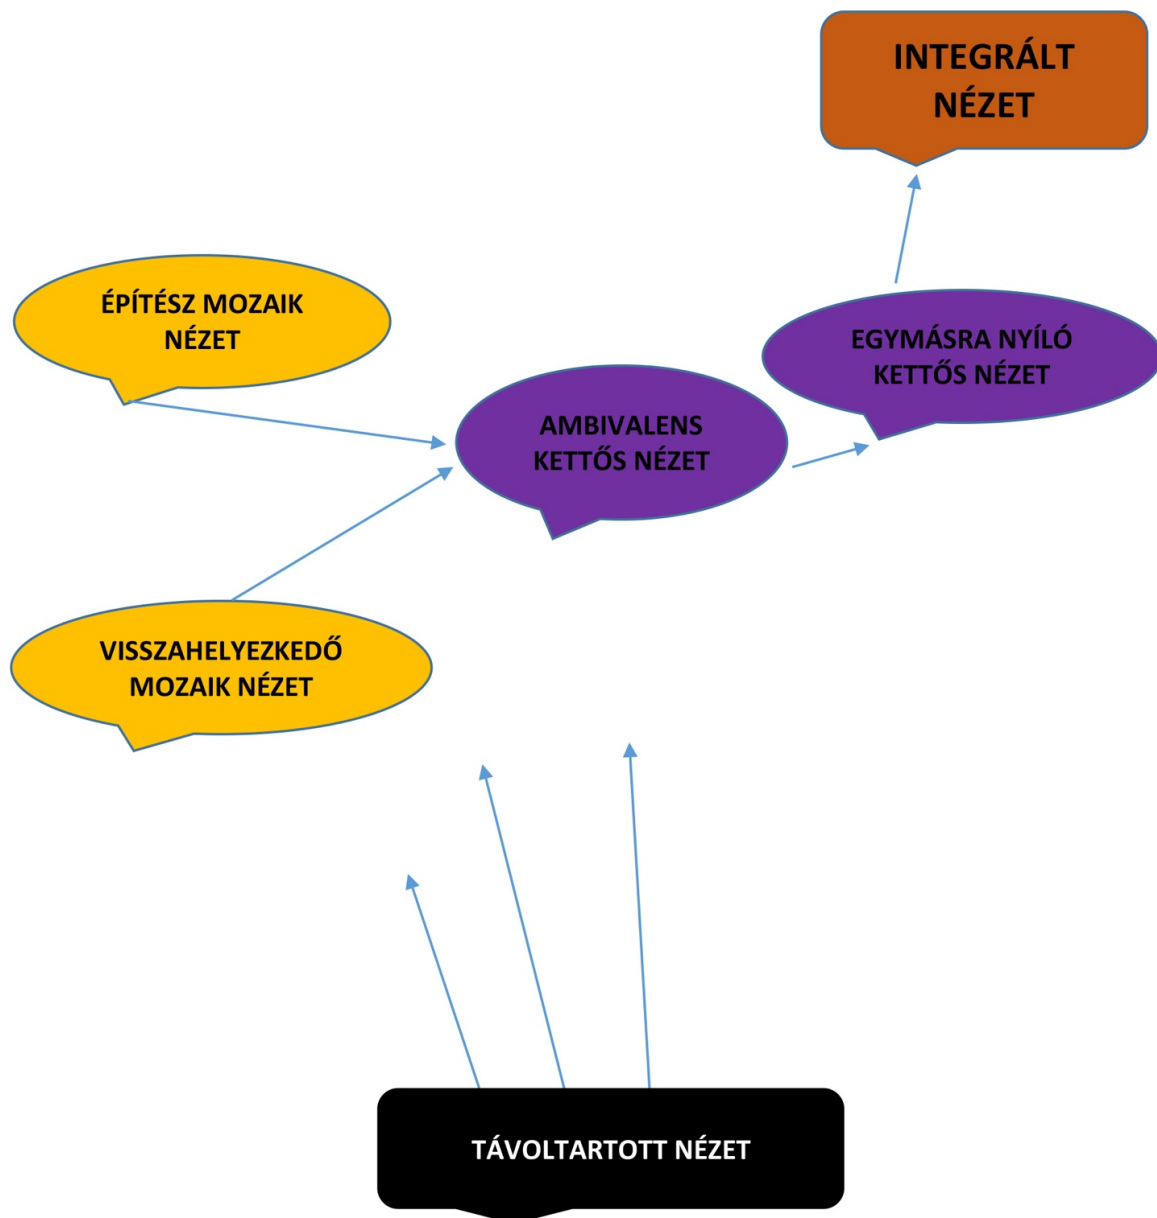 INTEGRÁLT
NÉZET
ÉPÍTÉSZ MOZAIK
NÉZET
EGYMÁSRA NYÍLÓ
KETTŐS NÉZET
AMBIVALENS
KETTŐS NÉZET
VISSZAHELYEZKEDŐ
MOZAIK NÉZET
TÁVOLTARTOTT NÉZET